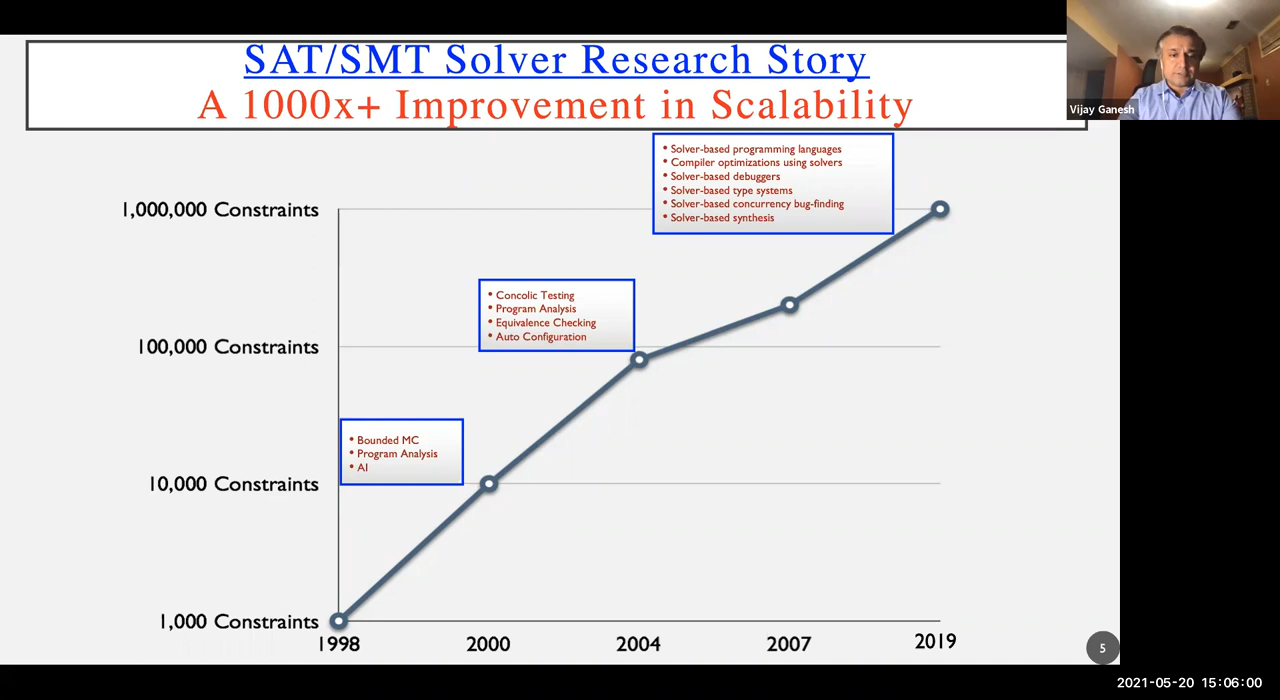 SAT/SMT Solver Research Story
A 1000x+ Improvement in Scalability
Vijay Ganesh
• Solver-based programming languages
• Compiler optimizations using solvers
• Solver-based debuggers
• Solver-based type systems
• Solver-based concurrency bug-finding
• Solver-based synthesis
1,000,000 Constraints
• Concolic Testing
• Program Analysis
• Equivalence Checking
• Auto Configuration
100,000 Constraints
• Bounded MC
• Program Analysis
• AI
10,000 Constraints
1,000 Constraints
1998 2000 2004 2007 2019
5
2021-05-20 15:06:00